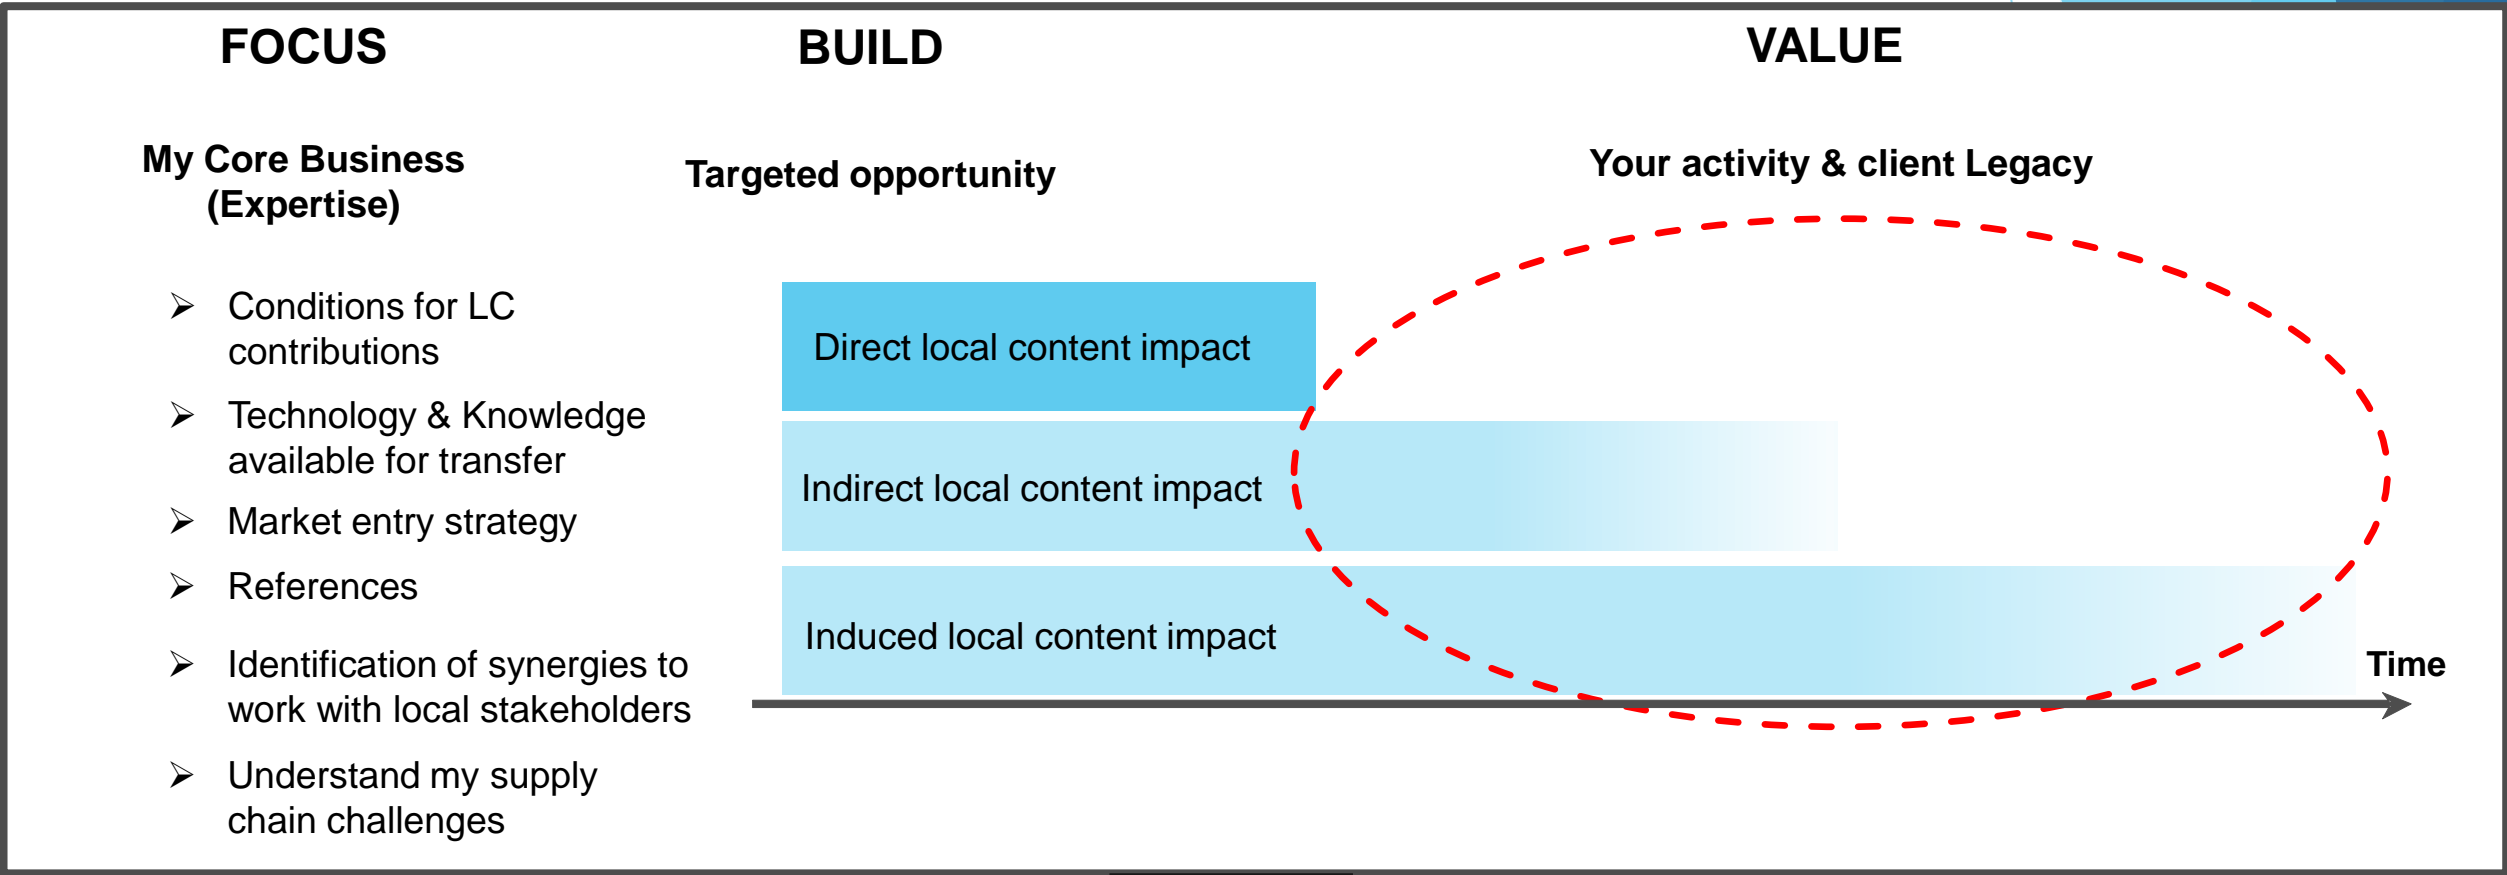 FOCUS
My Core Business
(Expertise)
➢ Conditions for LC
contributions
➢ Technology & Knowledge
available for transfer
➢ Market entry strategy
➢ References
➢ Identification of synergies to
work with local stakeholders
➢ Understand my supply
chain challenges
BUILD
Targeted opportunity
Direct local content impact
Indirect local content impact
Induced local content impact
VALUE
Your activity & client Legacy
Time